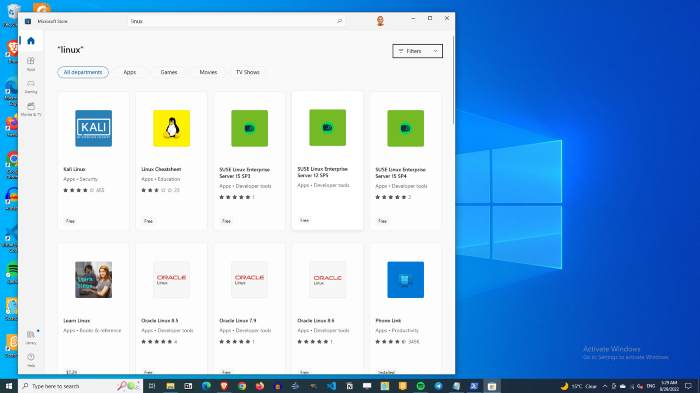 Microsoft Store
linux
"linux"
Filters
All departments
Apps
Games
Movies
TV Shows
Apps
Gaming
Movies & TV
KALI
Kali Linux
Apps • Security
455
Free
Linux Cheatsheet
Apps • Education
23
Free
SUSE Linux Enterprise
Server 15 SP3
Apps • Developer tools
1
Free
SUSE Linux Enterprise
Server 12 SP5
Apps • Developer tools
Free
SUSE Linux Enterprise
Server 15 SP4
Apps • Developer tools
2
Free
Learn
Linux
Learn Linux
Apps • Books & reference
$7.29
ORACLE
Linux
Oracle Linux 8.5
Apps • Developer tools
4
Free
ORACLE
Linux
Oracle Linux 7.9
Apps • Developer tools
1
Free
ORACLE
Linux
Oracle Linux 8.6
Apps • Developer tools
1
Free
Phone Link
Apps • Productivity
349K
Installed
Library
Help
Activate Windows
Go to Settings to activate Windows.
Type here to search
15°C Clear
ENG
5:29 AM
8/29/2022